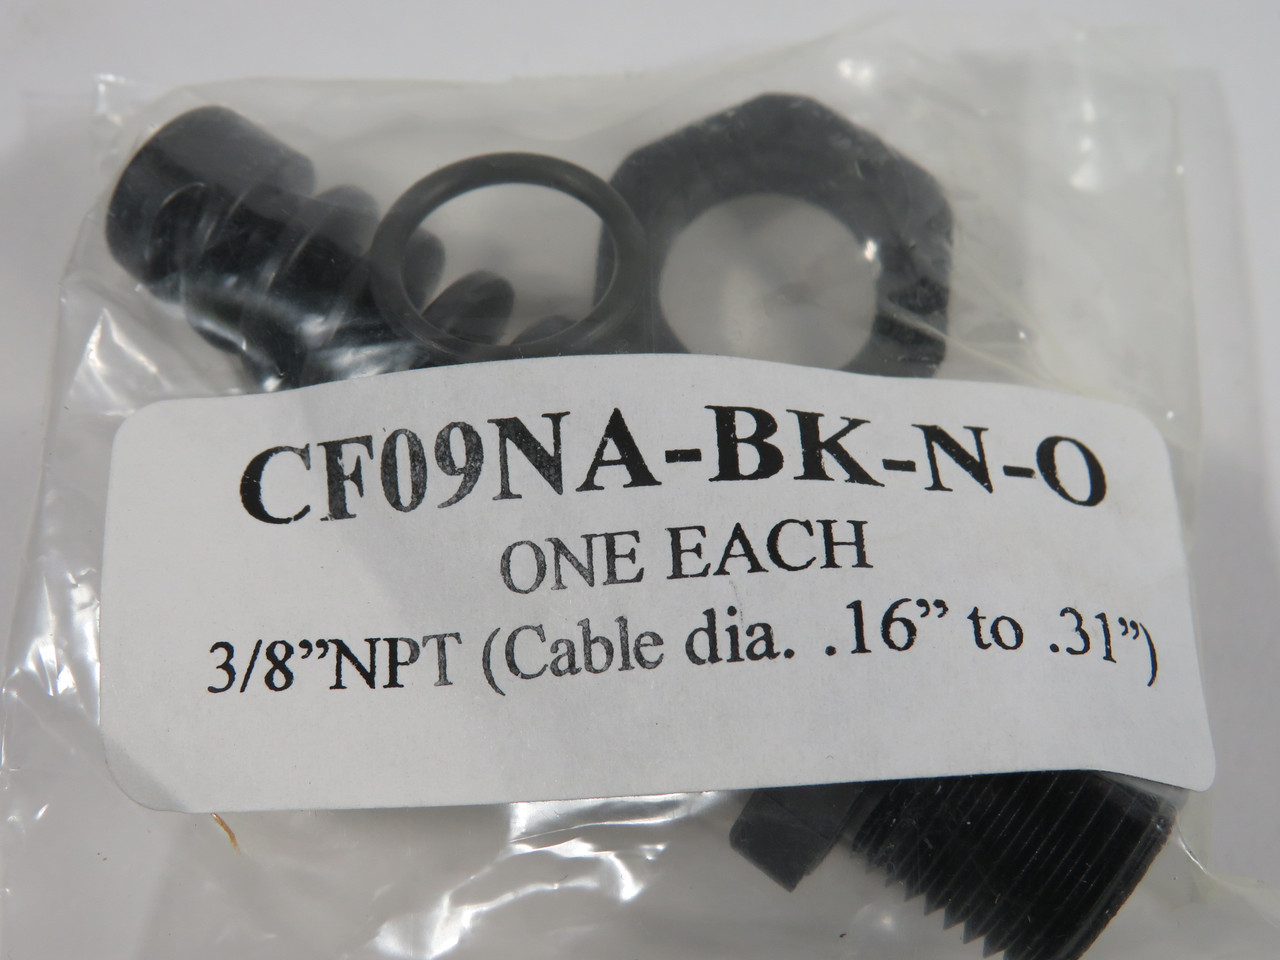 CF09NA-BK-N-O
ONE EACH
3/8”NPT (Cable dia. .16” to .31”)